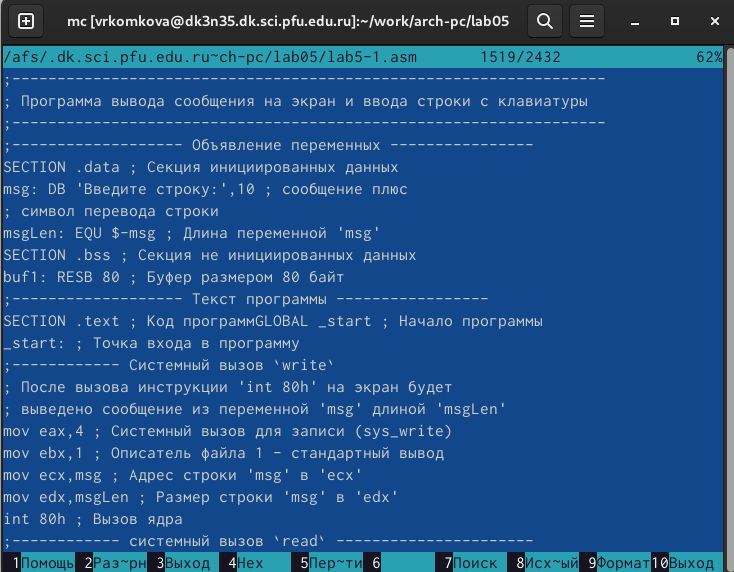 mc [vrkomkova@dk3n35.dk.sci.pfu.edu.ru]:~/work/arch-pc/lab05
/afs/.dk.sci.pfu.edu.ru~ch-pc/lab05/lab5-1.asm 1519/2432 62%
;------------------------------------------------------------------
; Программа вывода сообщения на экран и ввода строки с клавиатуры
;------------------------------------------------------------------
;------------------- Объявление переменных ----------------
SECTION .data ; Секция инициированных данных
msg: DB 'Введите строку:',10 ; сообщение плюс
; символ перевода строки
msgLen: EQU $-msg ; Длина переменной 'msg'
SECTION .bss ; Секция не инициированных данных
buf1: RESB 80 ; Буфер размером 80 байт
;------------------- Текст программы -----------------
SECTION .text ; Код программGLOBAL _start ; Начало программы
_start: ; Точка входа в программу
;------------ Системный вызов `write`
; После вызова инструкции 'int 80h' на экран будет
; выведено сообщение из переменной 'msg' длиной 'msgLen'
mov eax,4 ; Системный вызов для записи (sys_write)
mov ebx,1 ; Описатель файла 1 - стандартный вывод
mov ecx,msg ; Адрес строки 'msg' в 'ecx'
mov edx,msgLen ; Размер строки 'msg' в 'edx'
int 80h ; Вызов ядра
;------------ системный вызов `read` ----------------------
1Помощь 2Раз~рн 3Выход 4Hex 5Пер~ти 6 7Поиск 8Исх~ый 9Формат 10Выход